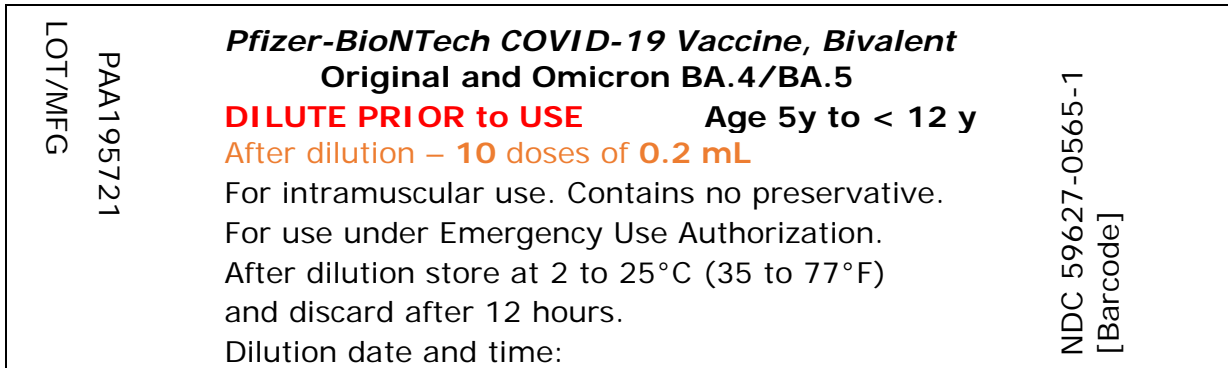 LOT/MFG
PAA195721
Pfizer-BioNTech COVID-19 Vaccine, Bivalent
Original and Omicron BA.4/BA.5
DILUTE PRIOR to USE Age 5y to < 12 y
After dilution – 10 doses of 0.2 mL
For intramuscular use. Contains no preservative.
For use under Emergency Use Authorization.
After dilution store at 2 to 25°C (35 to 77°F)
and discard after 12 hours.
Dilution date and time:
NDC 59627-0565-1
[Barcode]